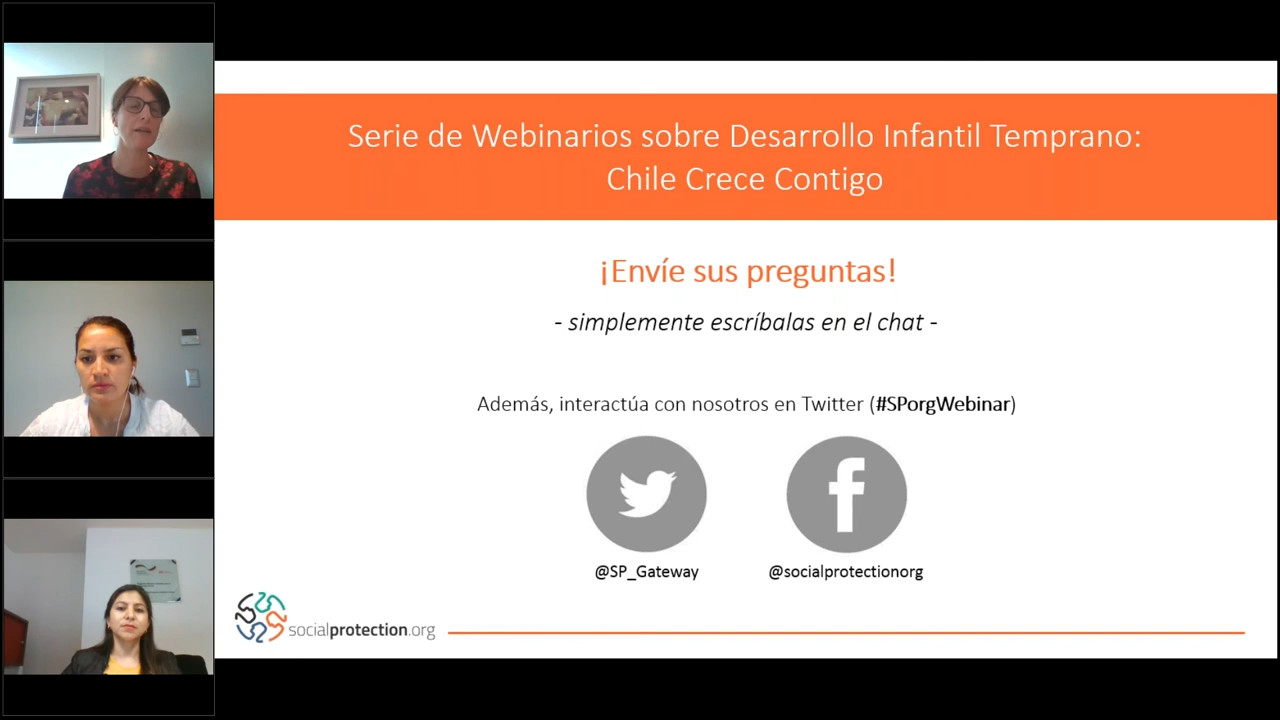 Serie de Webinarios sobre Desarrollo Infantil Temprano:
Chile Crece Contigo
¡Envíe sus preguntas!
- simplemente escríbalas en el chat -
Además, interactúa con nosotros en Twitter (#SPorgWebinar)
@SP_Gateway
@socialprotectionorg
socialprotection.org